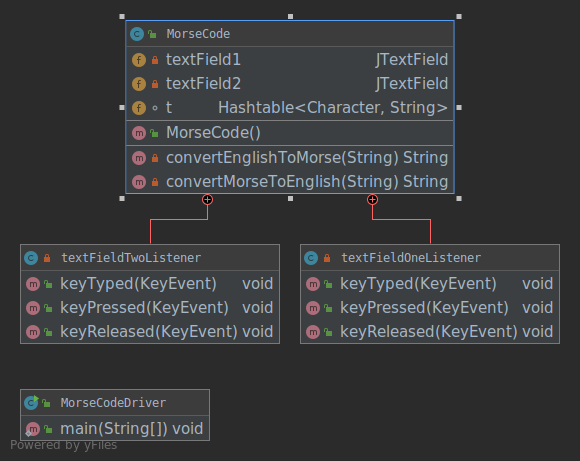 MorseCode
textField1 JTextField
textField2 JTextField
t Hashtable<Character, String>
MorseCode()
convertEnglishToMorse(String) String
convertMorseToEnglish(String) String
textFieldTwoListener
keyTyped(KeyEvent) void
keyPressed(KeyEvent) void
keyReleased(KeyEvent) void
textFieldOneListener
keyTyped(KeyEvent) void
keyPressed(KeyEvent) void
keyReleased(KeyEvent) void
MorseCodeDriver
main(String[]) void
Powered by yFiles